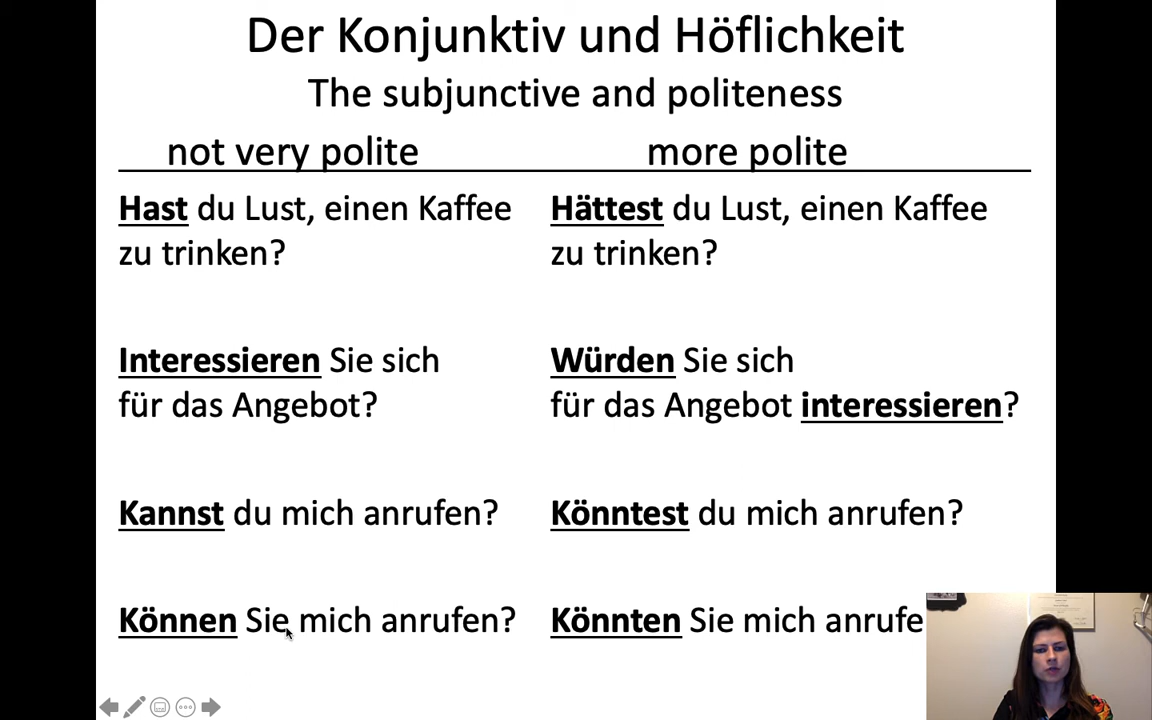 Der Konjunktiv und Höflichkeit
The subjunctive and politeness
not very polite more polite
Hast du Lust, einen Kaffee
zu trinken?
Hättest du Lust, einen Kaffee
zu trinken?
Interessieren Sie sich
für das Angebot?
Würden Sie sich
für das Angebot interessieren?
Kannst du mich anrufen?
Könntest du mich anrufen?
Können Sie mich anrufen?
Könnten Sie mich anrufe